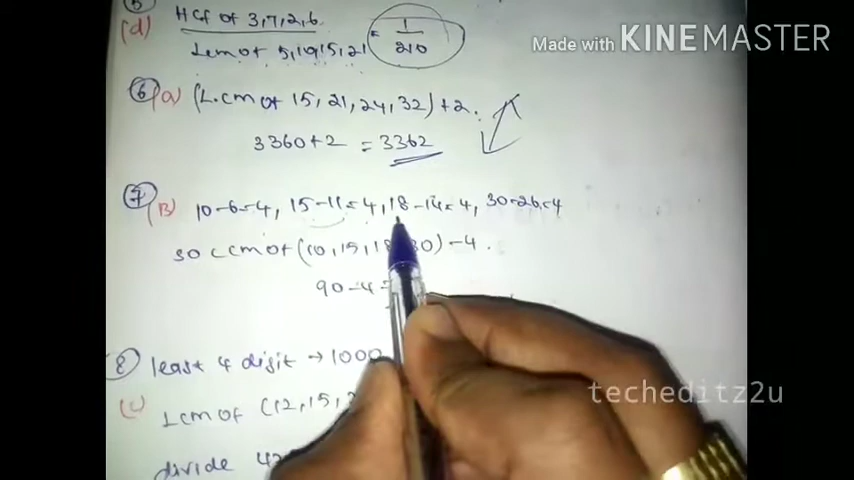 5
(d) HCF of 3,7,2,6
Lcm of 5,10,15,21 = 1/210
Made with KINEMASTER
6 (a) (L.cm of 15, 21, 24, 32) + 2.
3360+2 = 3362
7 (B) 10-6=4, 15-11=4, 18-14=4, 30-26=4
so LCm of (10,15,18,30) -4.
90-4=
8 least 4 digit → 1000
techeditz2u
(c) Lcm of (12,15,
divide 42